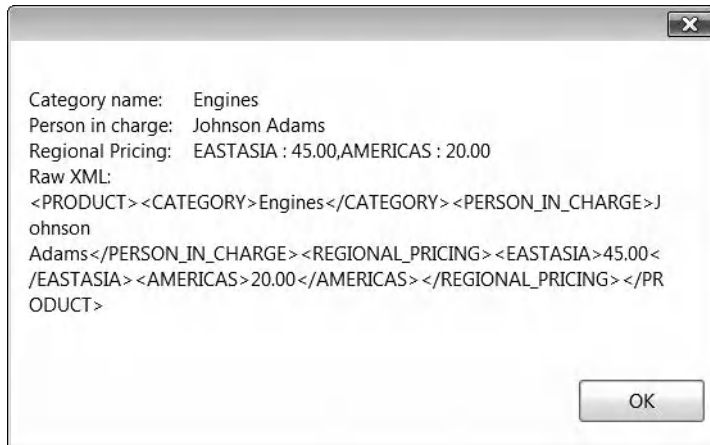 Category name: Engines
Person in charge: Johnson Adams
Regional Pricing: EASTASIA : 45.00,AMERICAS : 20.00
Raw XML:
<PRODUCT><CATEGORY>Engines</CATEGORY><PERSON_IN_CHARGE>J
ohnson
Adams</PERSON_IN_CHARGE><REGIONAL_PRICING><EASTASIA>45.00<
/EASTASIA><AMERICAS>20.00</AMERICAS></REGIONAL_PRICING></PR
ODUCT>
OK